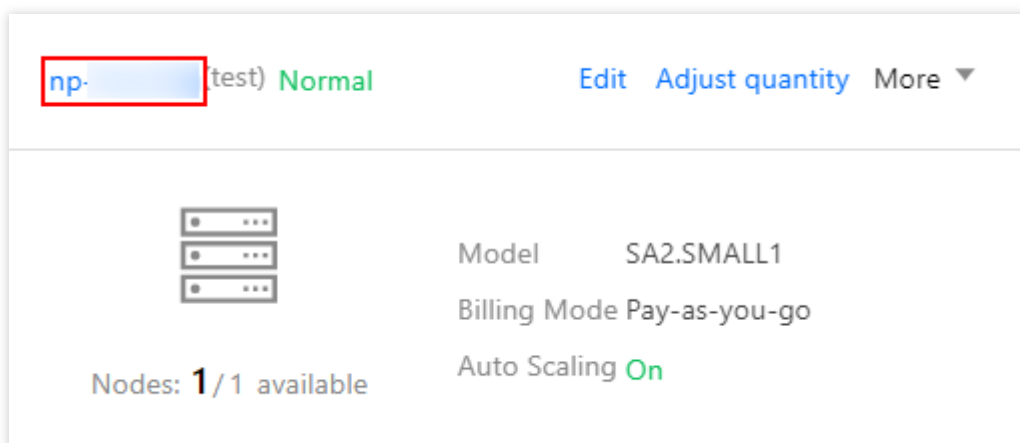 np- (test) Normal Edit Adjust quantity More
Model SA2.SMALL1
Billing Mode Pay-as-you-go
Auto Scaling On
Nodes: 1/1 available